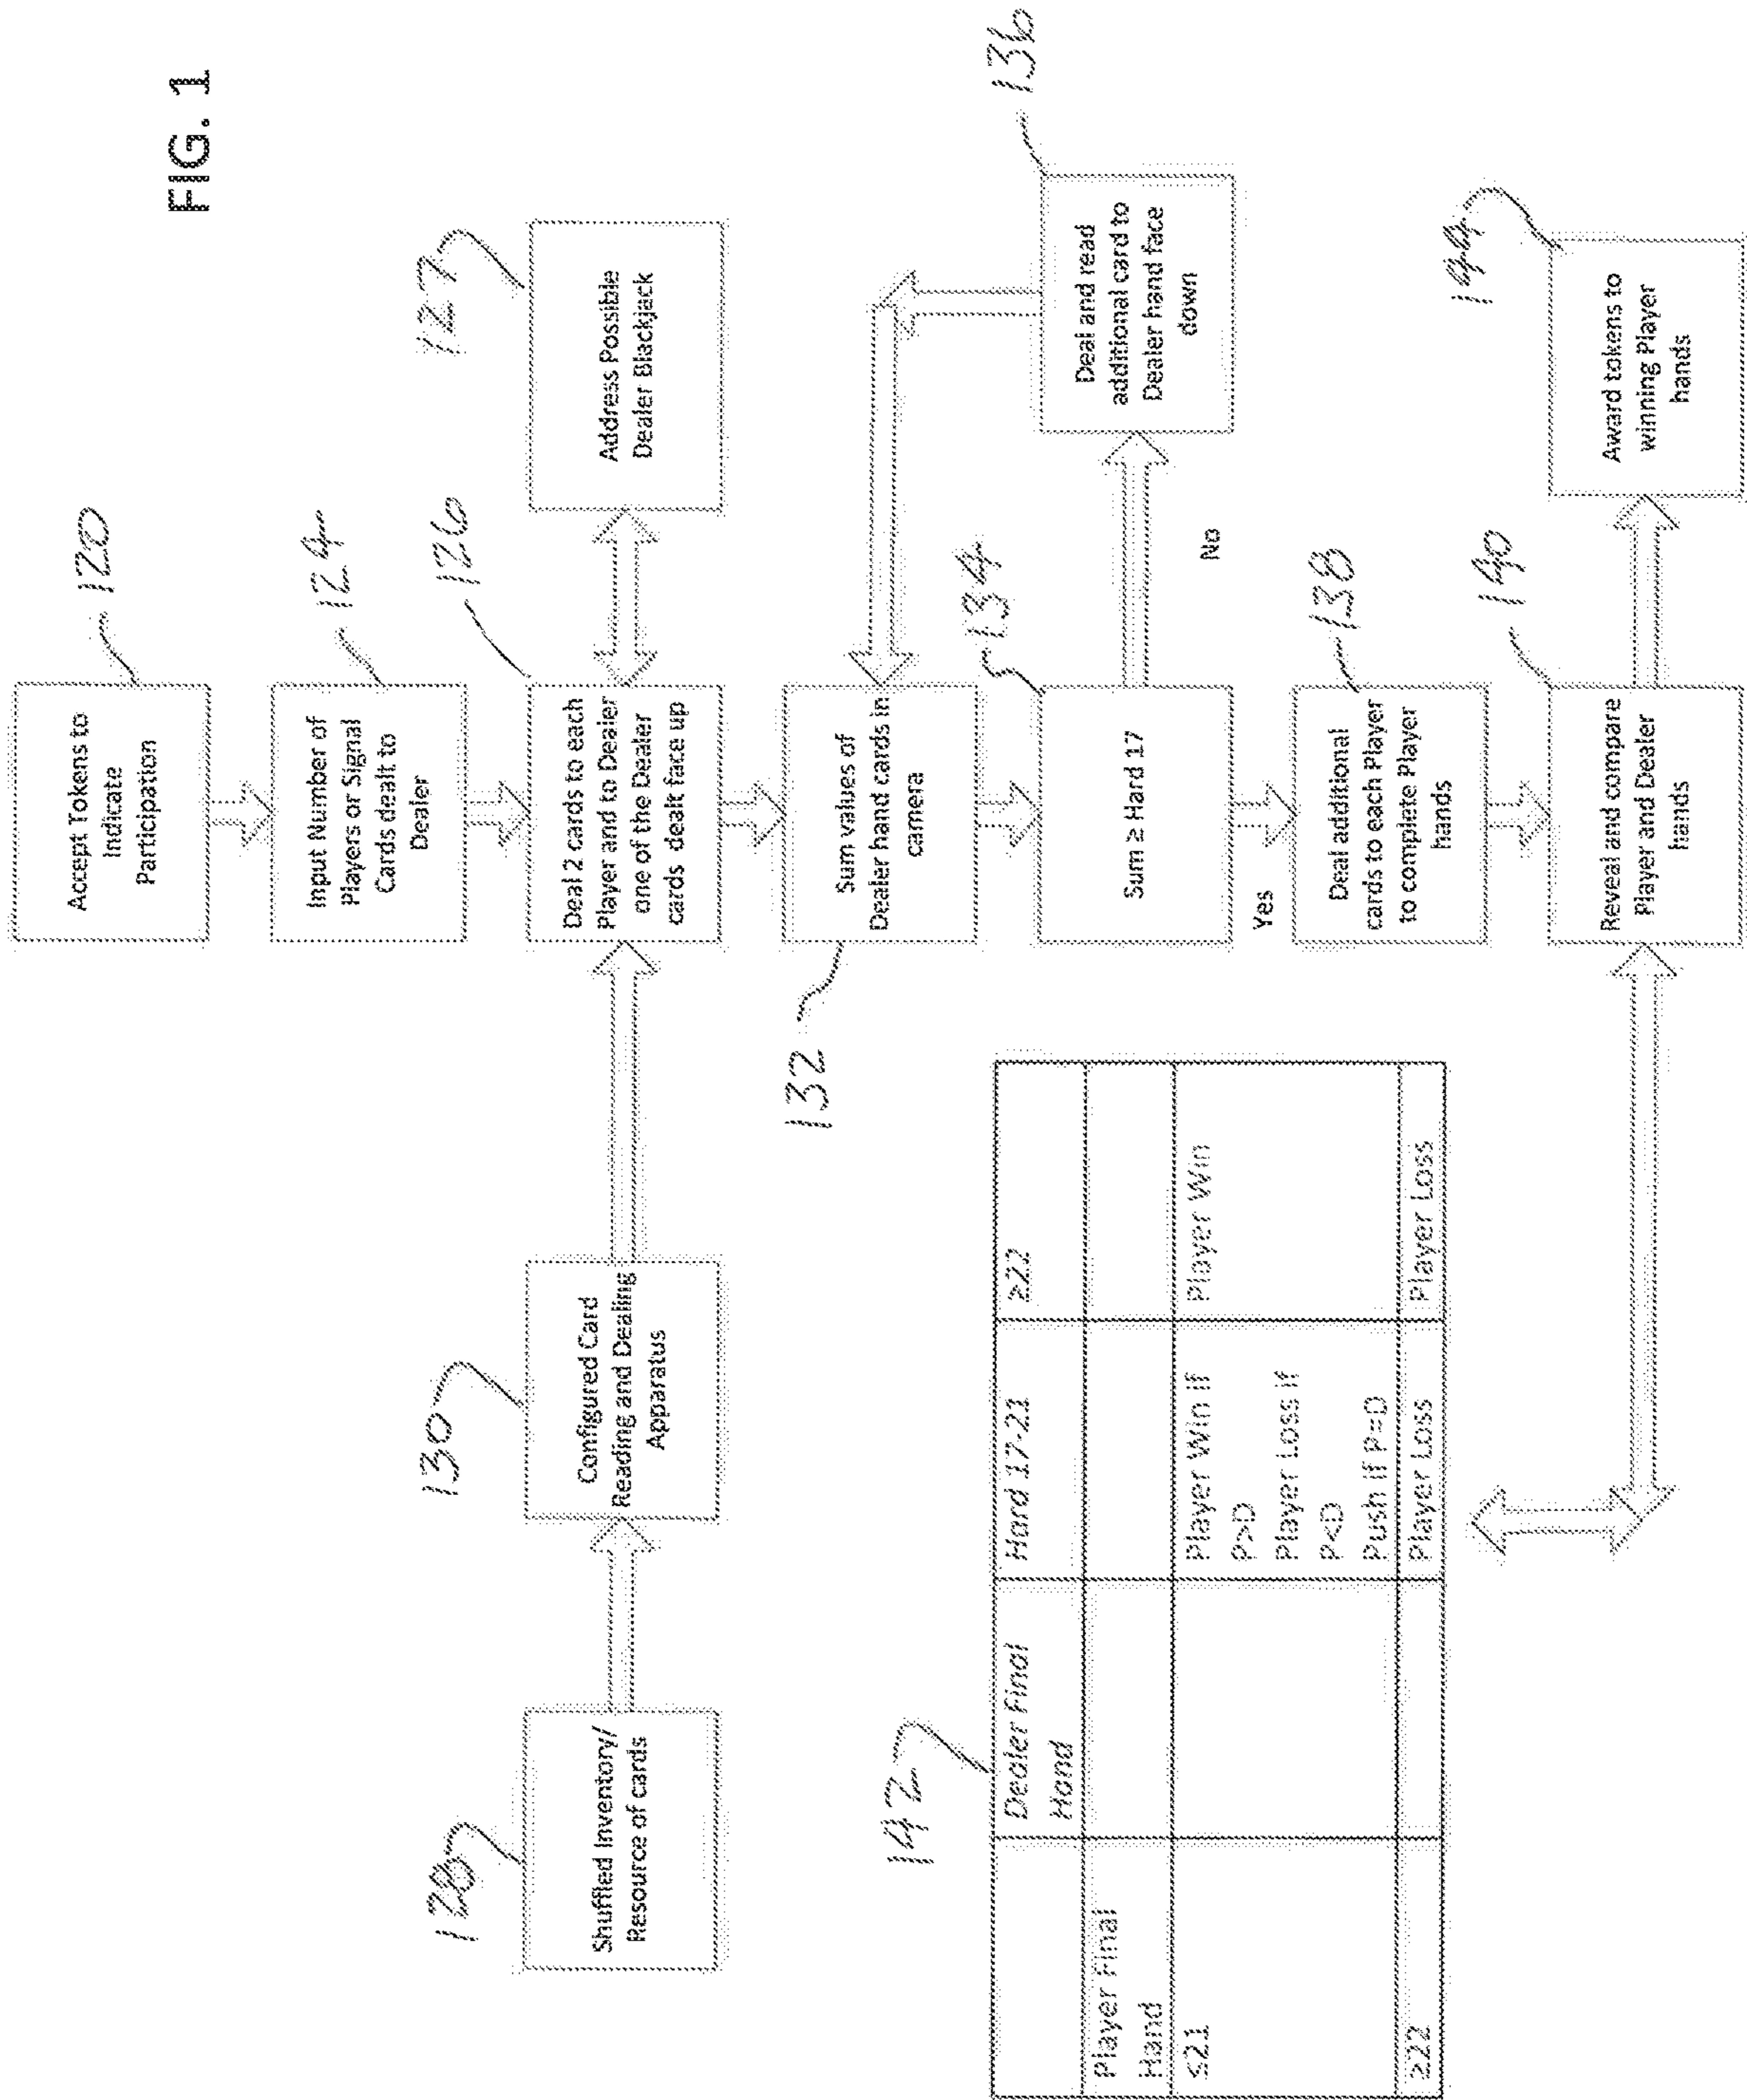 FIG. 1
120
Accept Tokens to
Indicate
Participation
124
Input Number of
Players or Signal
Cards dealt to
Dealer
126
Deal 2 cards to each
Player and to Dealer
one of the Dealer
cards dealt face up
127
Address Possible
Dealer Blackjack
128
Shuffled Inventory/
Resource of cards
130
Configured Card
Reading and Dealing
Apparatus
132
Sum values of
Dealer hand cards in
camera
134
Sum ≥ Hard 17
No
136
Deal and read
additional card to
Dealer hand face
down
Yes
138
Deal additional
cards to each Player
to complete Player
hands
140
Reveal and compare
Player and Dealer
hands
144
Award tokens to
winning Player
hands
142
Dealer Final
Hand
Hard 17-21
≥22
Player Final
Hand
≤21
Player Win if
P>D
Player Loss if
P<D
Push if P=D
Player Win
≥22
Player Loss
Player Loss